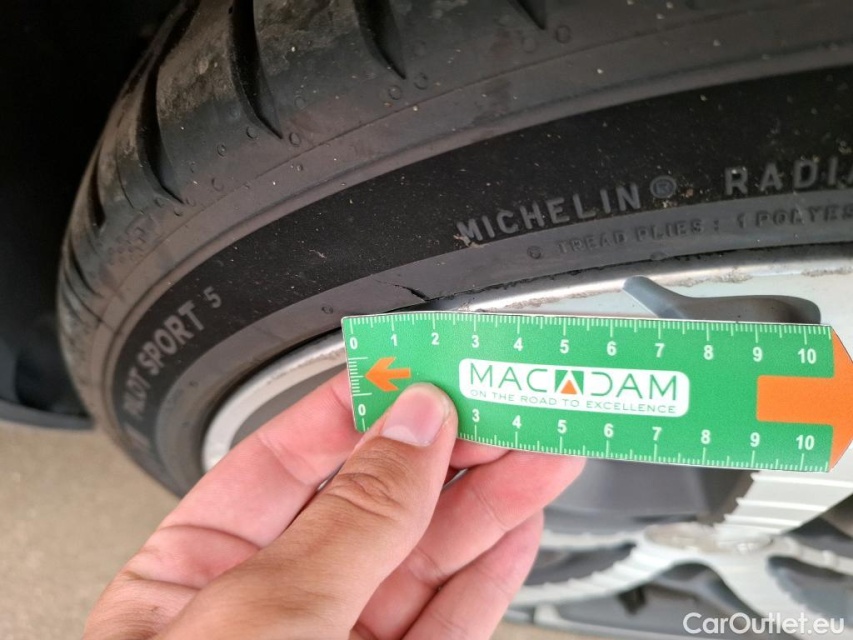 MICHELIN® RADI
TREAD PLIES: 1 POLYES
PILOT SPORT 5
0 1 2 3 4 5 6 7 8 9 10
MACADAM
ON THE ROAD TO EXCELLENCE
0 3 4 5 6 7 8 9 10
CarOutlet.eu